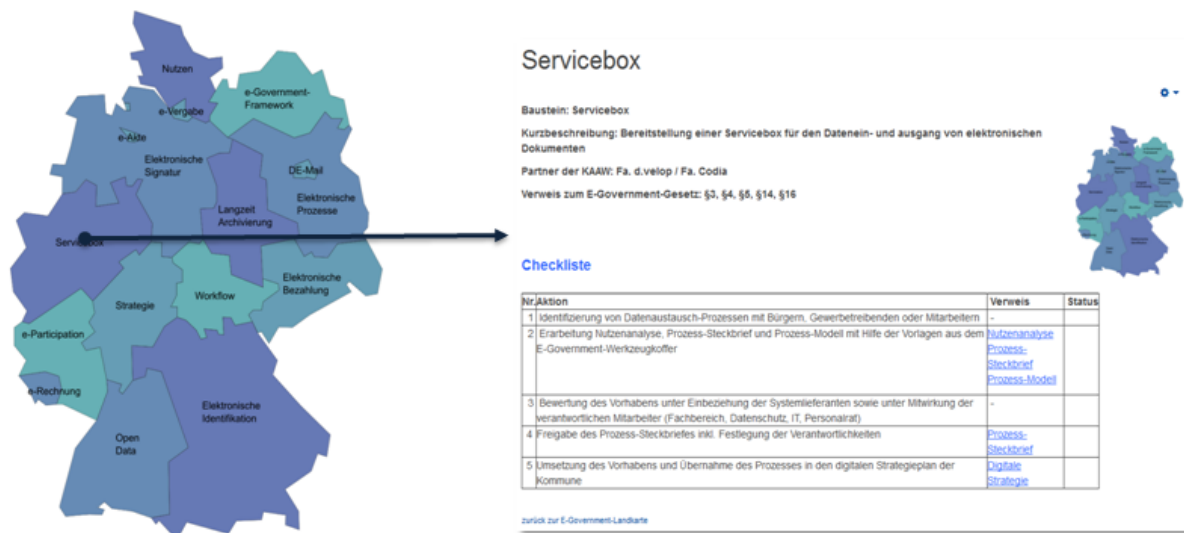 Nutzen
e-Government-
Framework
e-Vergabe
e-Akte
Elektronische
Signatur
DE-Mail
Elektronische
Prozesse
Langzeit
Archivierung
Servicebox
Elektronische
Bezahlung
Strategie
Workflow
e-Participation
e-Rechnung
Elektronische
Identifikation
Open
Data
Servicebox
Baustein: Servicebox
Kurzbeschreibung: Bereitstellung einer Servicebox für den Datenein- und ausgang von elektronischen
Dokumenten
Partner der KAAW: Fa. d.velop / Fa. Codia
Verweis zum E-Government-Gesetz: §3, §4, §5, §14, §16
Checkliste
Nr. Aktion Verweis Status
1 Identifizierung von Datenaustausch-Prozessen mit Bürgern, Gewerbetreibenden oder Mitarbeitern -
2 Erarbeitung Nutzenanalyse, Prozess-Steckbrief und Prozess-Modell mit Hilfe der Vorlagen aus dem Nutzenanalyse
E-Government-Werkzeugkoffer Prozess-
Steckbrief
Prozess-Modell
3 Bewertung des Vorhabens unter Einbeziehung der Systemlieferanten sowie unter Mitwirkung der -
verantwortlichen Mitarbeiter (Fachbereich, Datenschutz, IT, Personalrat)
4 Freigabe des Prozess-Steckbriefes inkl. Festlegung der Verantwortlichkeiten Prozess-
Steckbrief
5 Umsetzung des Vorhabens und Übernahme des Prozesses in den digitalen Strategieplan der Digitale
Kommune Strategie
zurück zur E-Government-Landkarte